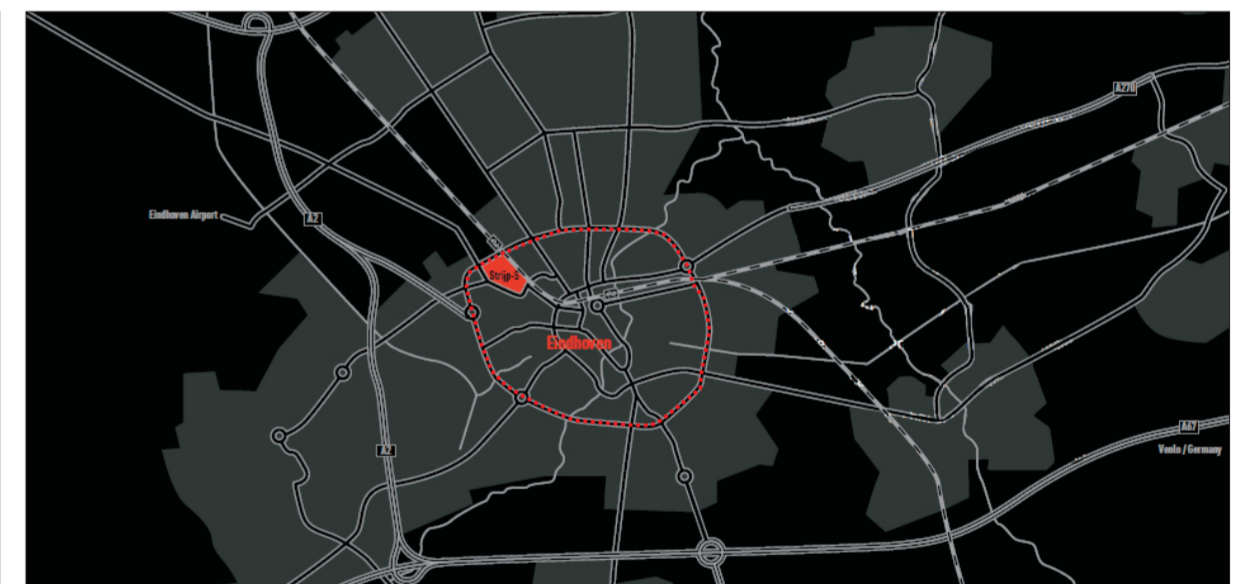 A270
Eindhoven Airport
A2
Strijp-S
Eindhoven
A67
Venlo / Germany
A2